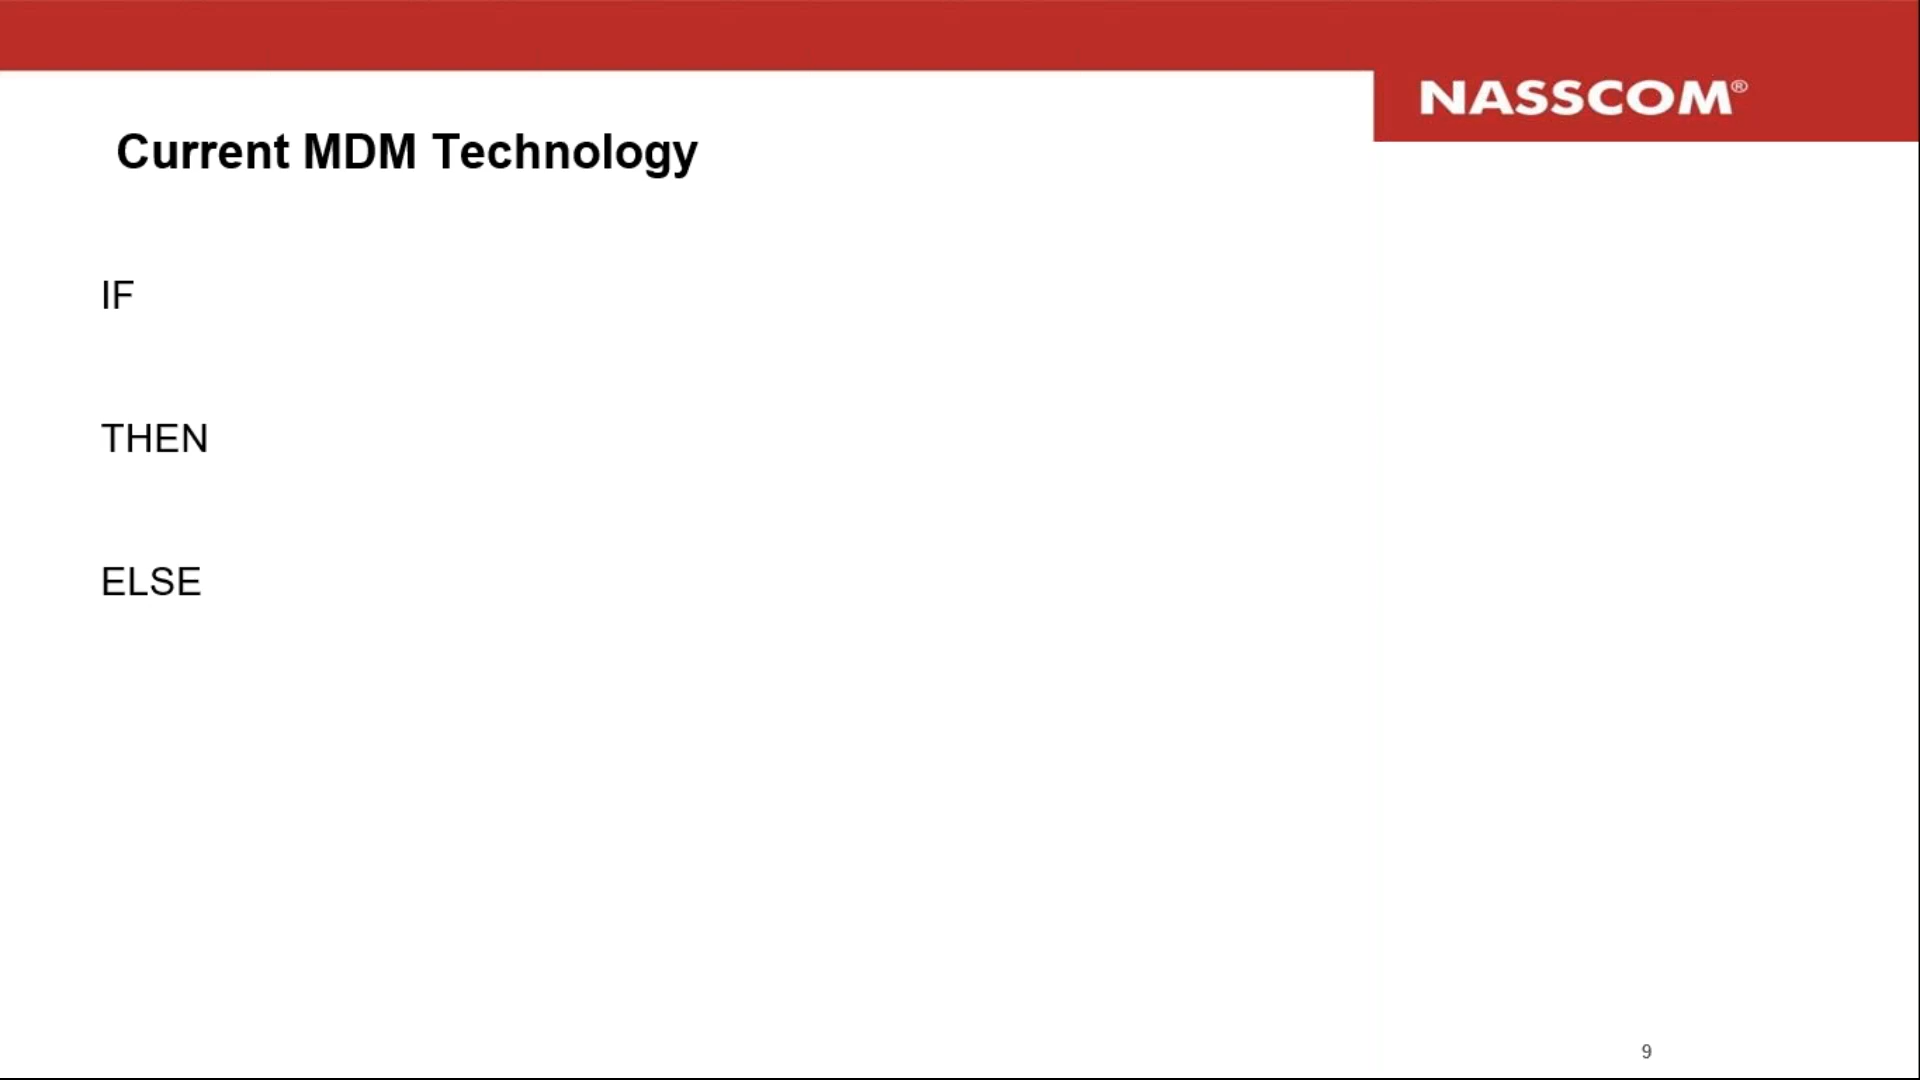 NASSCOM®
Current MDM Technology
IF
THEN
ELSE
9